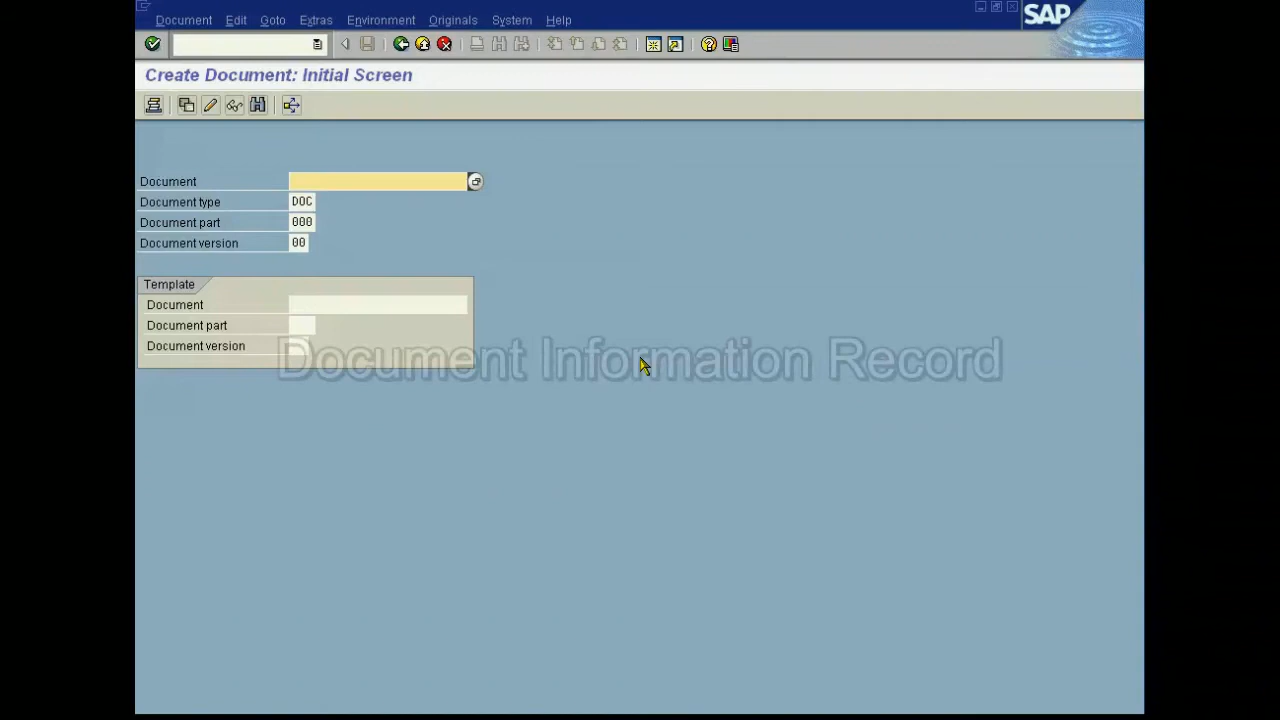 Document Edit Goto Extras Environment Originals System Help
SAP
Create Document: Initial Screen
Document
Document type DOC
Document part 000
Document version 00
Template
Document
Document part
Document version
Document Information Record